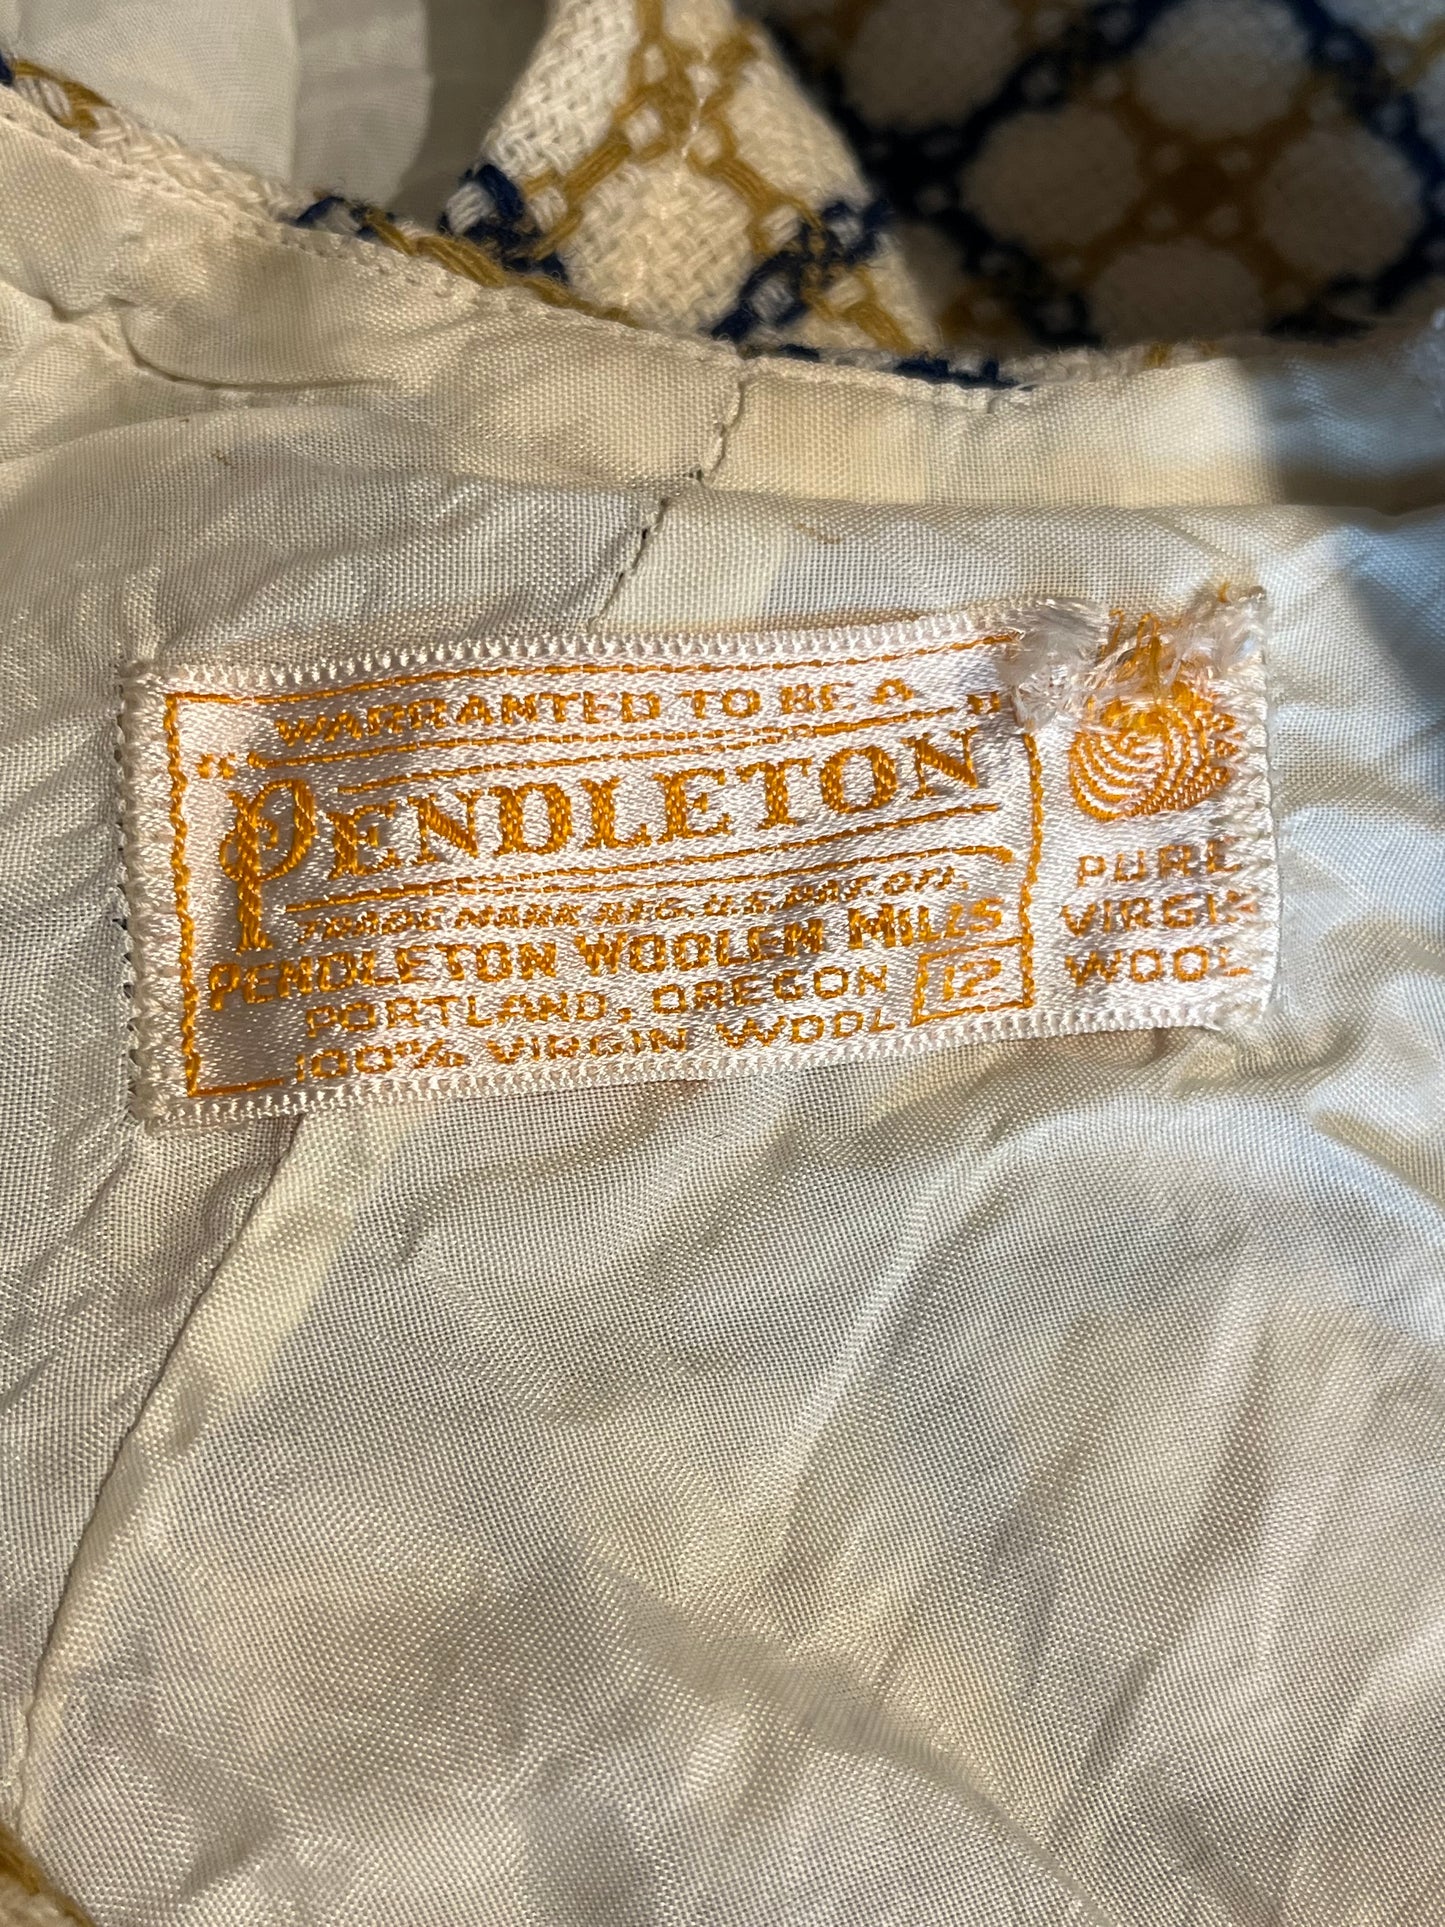 WARRANTED TO BE A
"PENDLETON"
TRADE MARK REG. U.S. PAT. OFF.
PENDLETON WOOLEN MILLS
PORTLAND, OREGON
100% VIRGIN WOOL
12
PURE
VIRGIN
WOOL